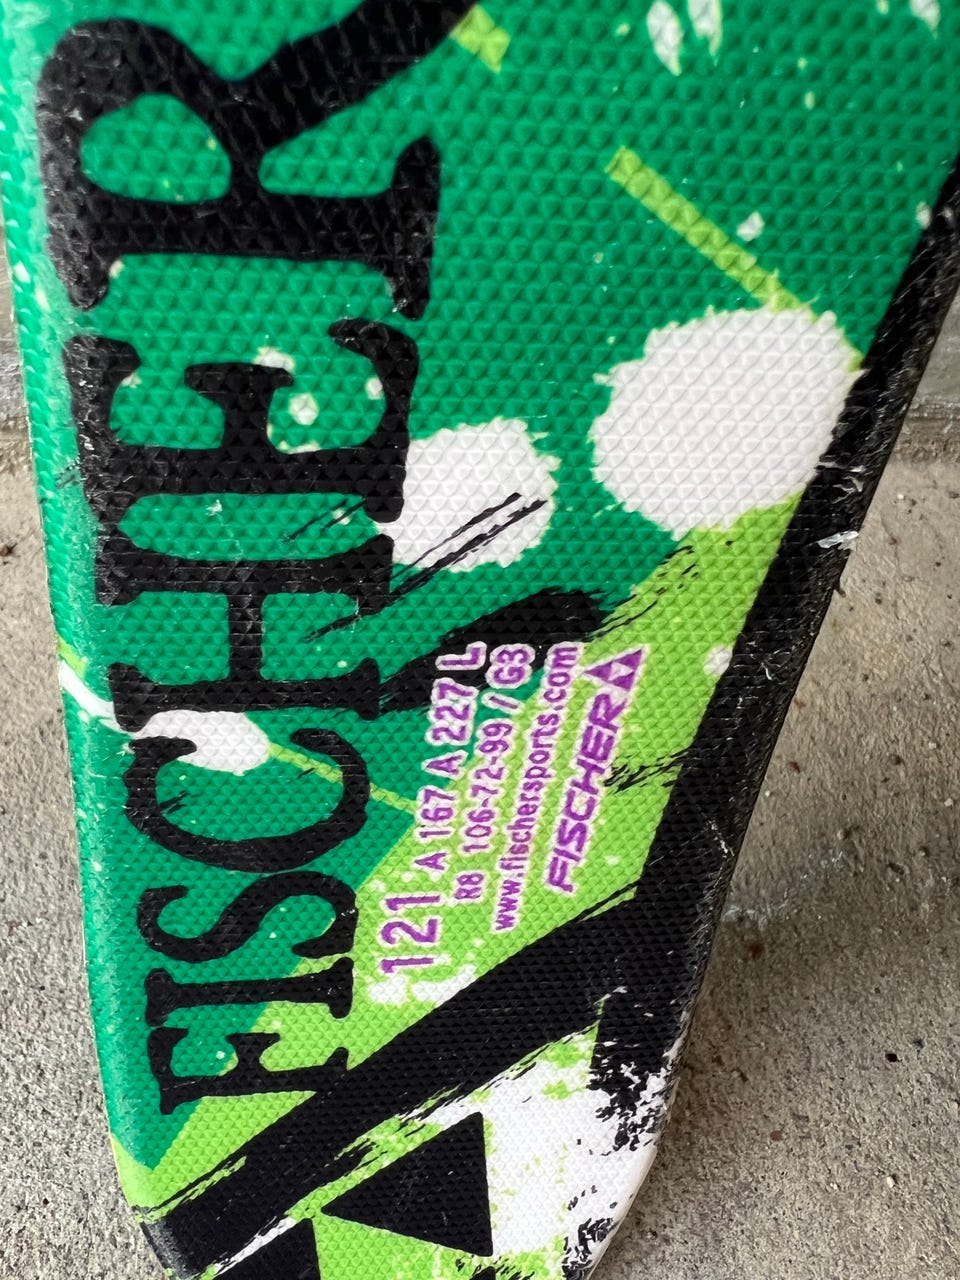 FISCHER
121 A 167 A 227 L
R8 106-72-99 // G3
www.fischersports.com
FISCHER